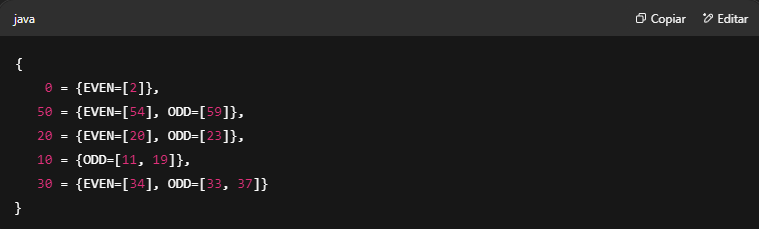 java Copiar Editar
{
0 = {EVEN=[2]},
50 = {EVEN=[54], ODD=[59]},
20 = {EVEN=[20], ODD=[23]},
10 = {ODD=[11, 19]},
30 = {EVEN=[34], ODD=[33, 37]}
}